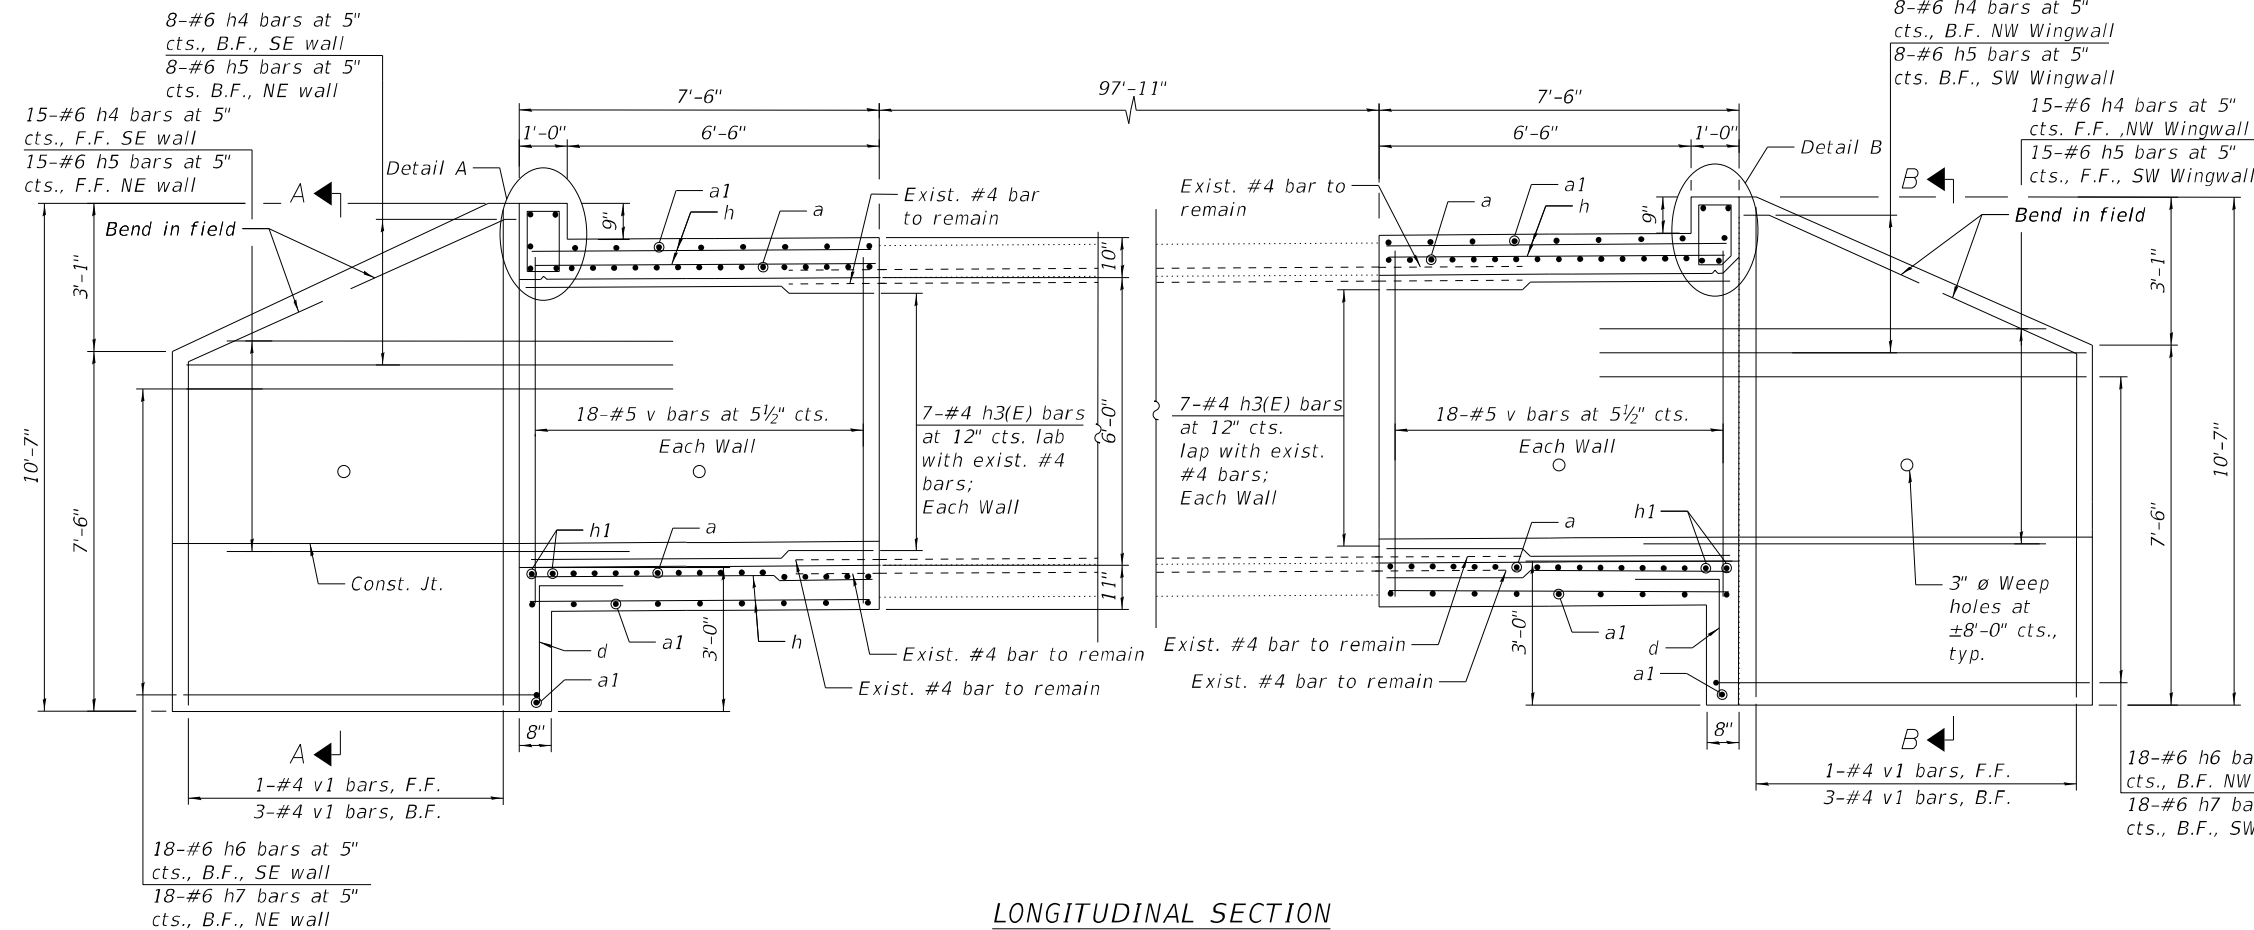 8-#6 h4 bars at 5"
cts., B.F., SE wall
8-#6 h5 bars at 5"
cts. B.F., NE wall
15-#6 h4 bars at 5"
cts., F.F. SE wall
15-#6 h5 bars at 5"
cts., F.F. NE wall
Bend in field
A
Detail A
7'-6"
1'-0"
6'-6"
97'-11"
7'-6"
6'-6"
1'-0"
8-#6 h4 bars at 5"
cts., B.F. NW Wingwall
8-#6 h5 bars at 5"
cts. B.F., SW Wingwall
15-#6 h4 bars at 5"
cts. F.F. ,NW Wingwall
15-#6 h5 bars at 5"
cts., F.F., SW Wingwall
Detail B
B
Bend in field
9"
a1
h
a
Exist. #4 bar
to remain
Exist. #4 bar to
remain
a
a1
h
9"
10"
3'-1"
10'-7"
7'-6"
3'-1"
10'-7"
7'-6"
18-#5 v bars at 5½" cts.
Each Wall
7-#4 h3(E) bars
at 12" cts. lab
with exist. #4
bars;
Each Wall
6'-0"
7-#4 h3(E) bars
at 12" cts.
lap with exist.
#4 bars;
Each Wall
18-#5 v bars at 5½" cts.
Each Wall
h1
a
a
h1
Const. Jt.
11"
3" ø Weep
holes at
±8'-0" cts.,
typ.
d
a1
3'-0"
h
a1
Exist. #4 bar to remain
Exist. #4 bar to remain
Exist. #4 bar to remain
Exist. #4 bar to remain
3'-0"
a1
d
a1
8"
8"
A
B
1-#4 v1 bars, F.F.
3-#4 v1 bars, B.F.
1-#4 v1 bars, F.F.
3-#4 v1 bars, B.F.
18-#6 h6 bars at 5"
cts., B.F., SE wall
18-#6 h7 bars at 5"
cts., B.F., NE wall
18-#6 h6 ba
cts., B.F. NW
18-#6 h7 ba
cts., B.F., SW
LONGITUDINAL SECTION